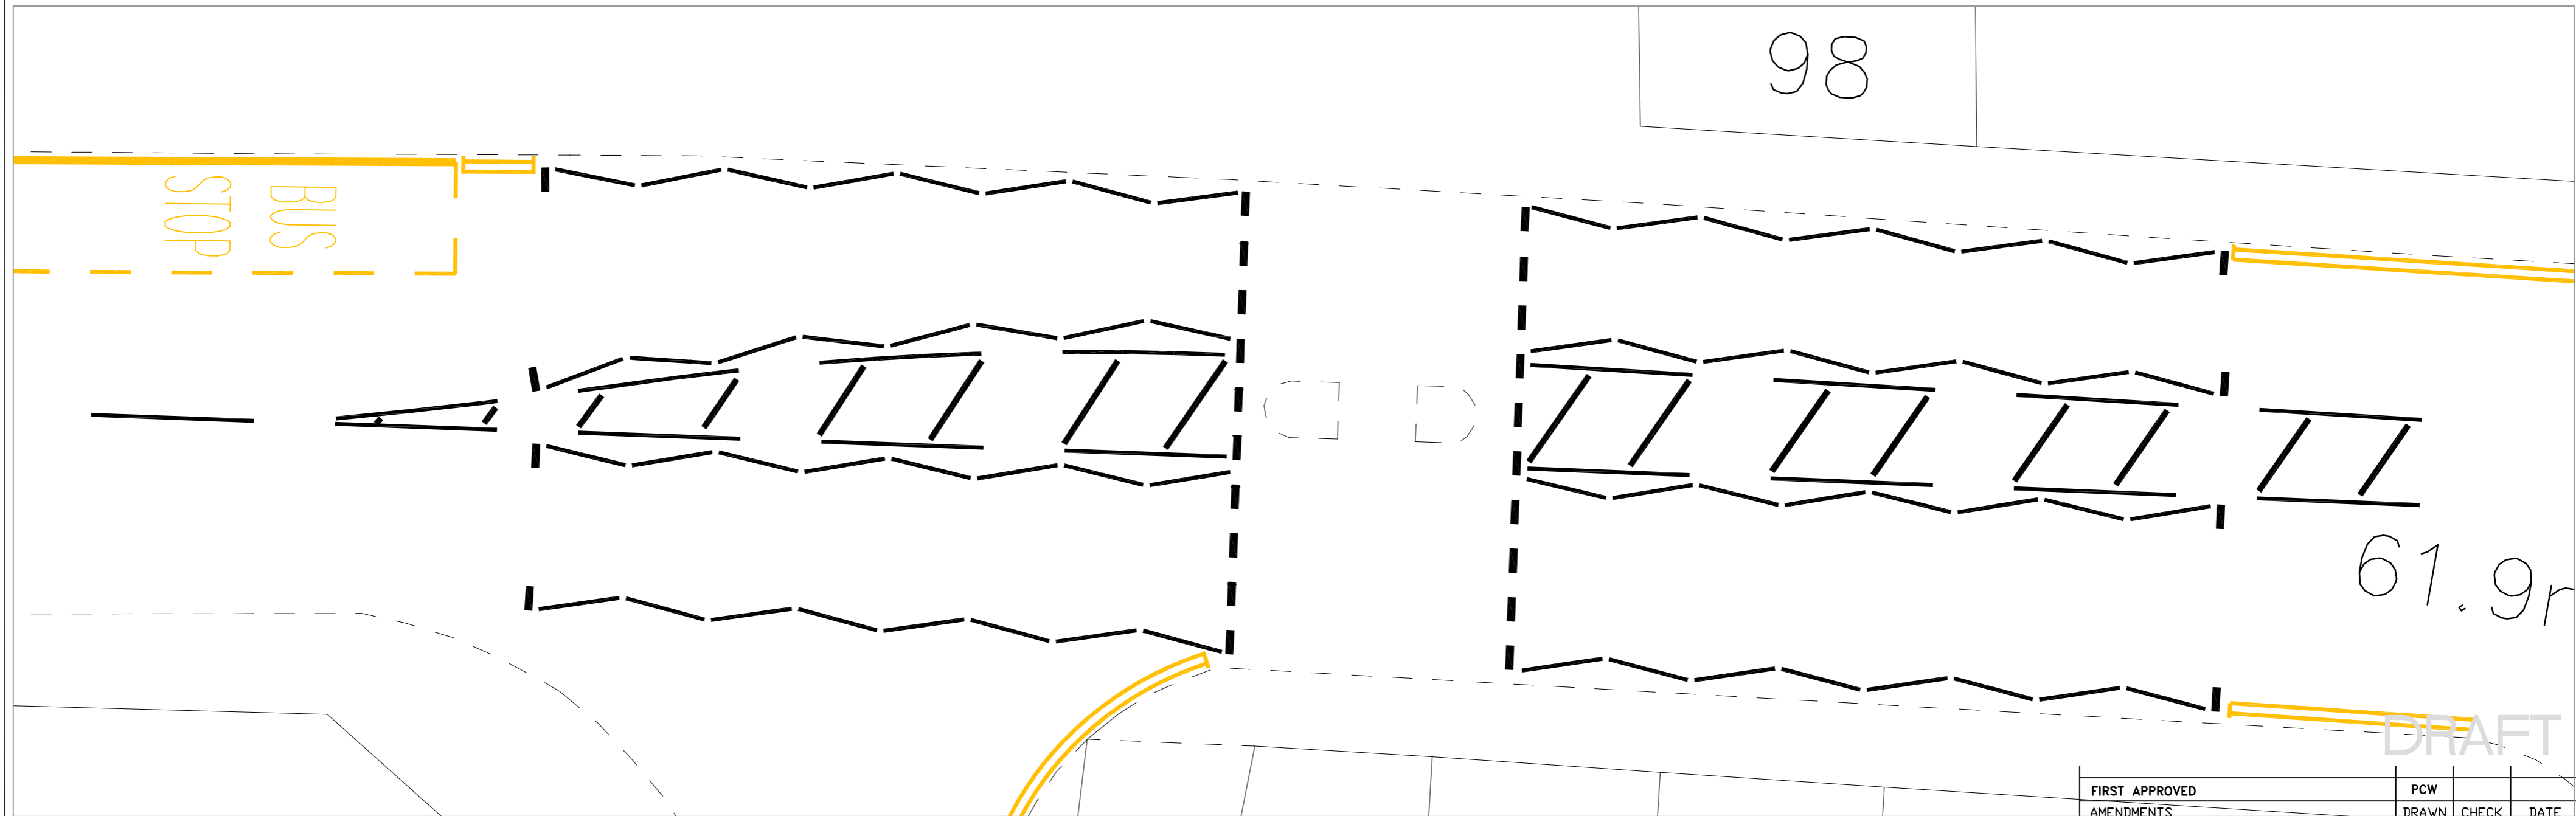 98
BUS
STOP
61.9
DRAFT
FIRST APPROVED PCW
AMENDMENTS DRAWN CHECK DATE